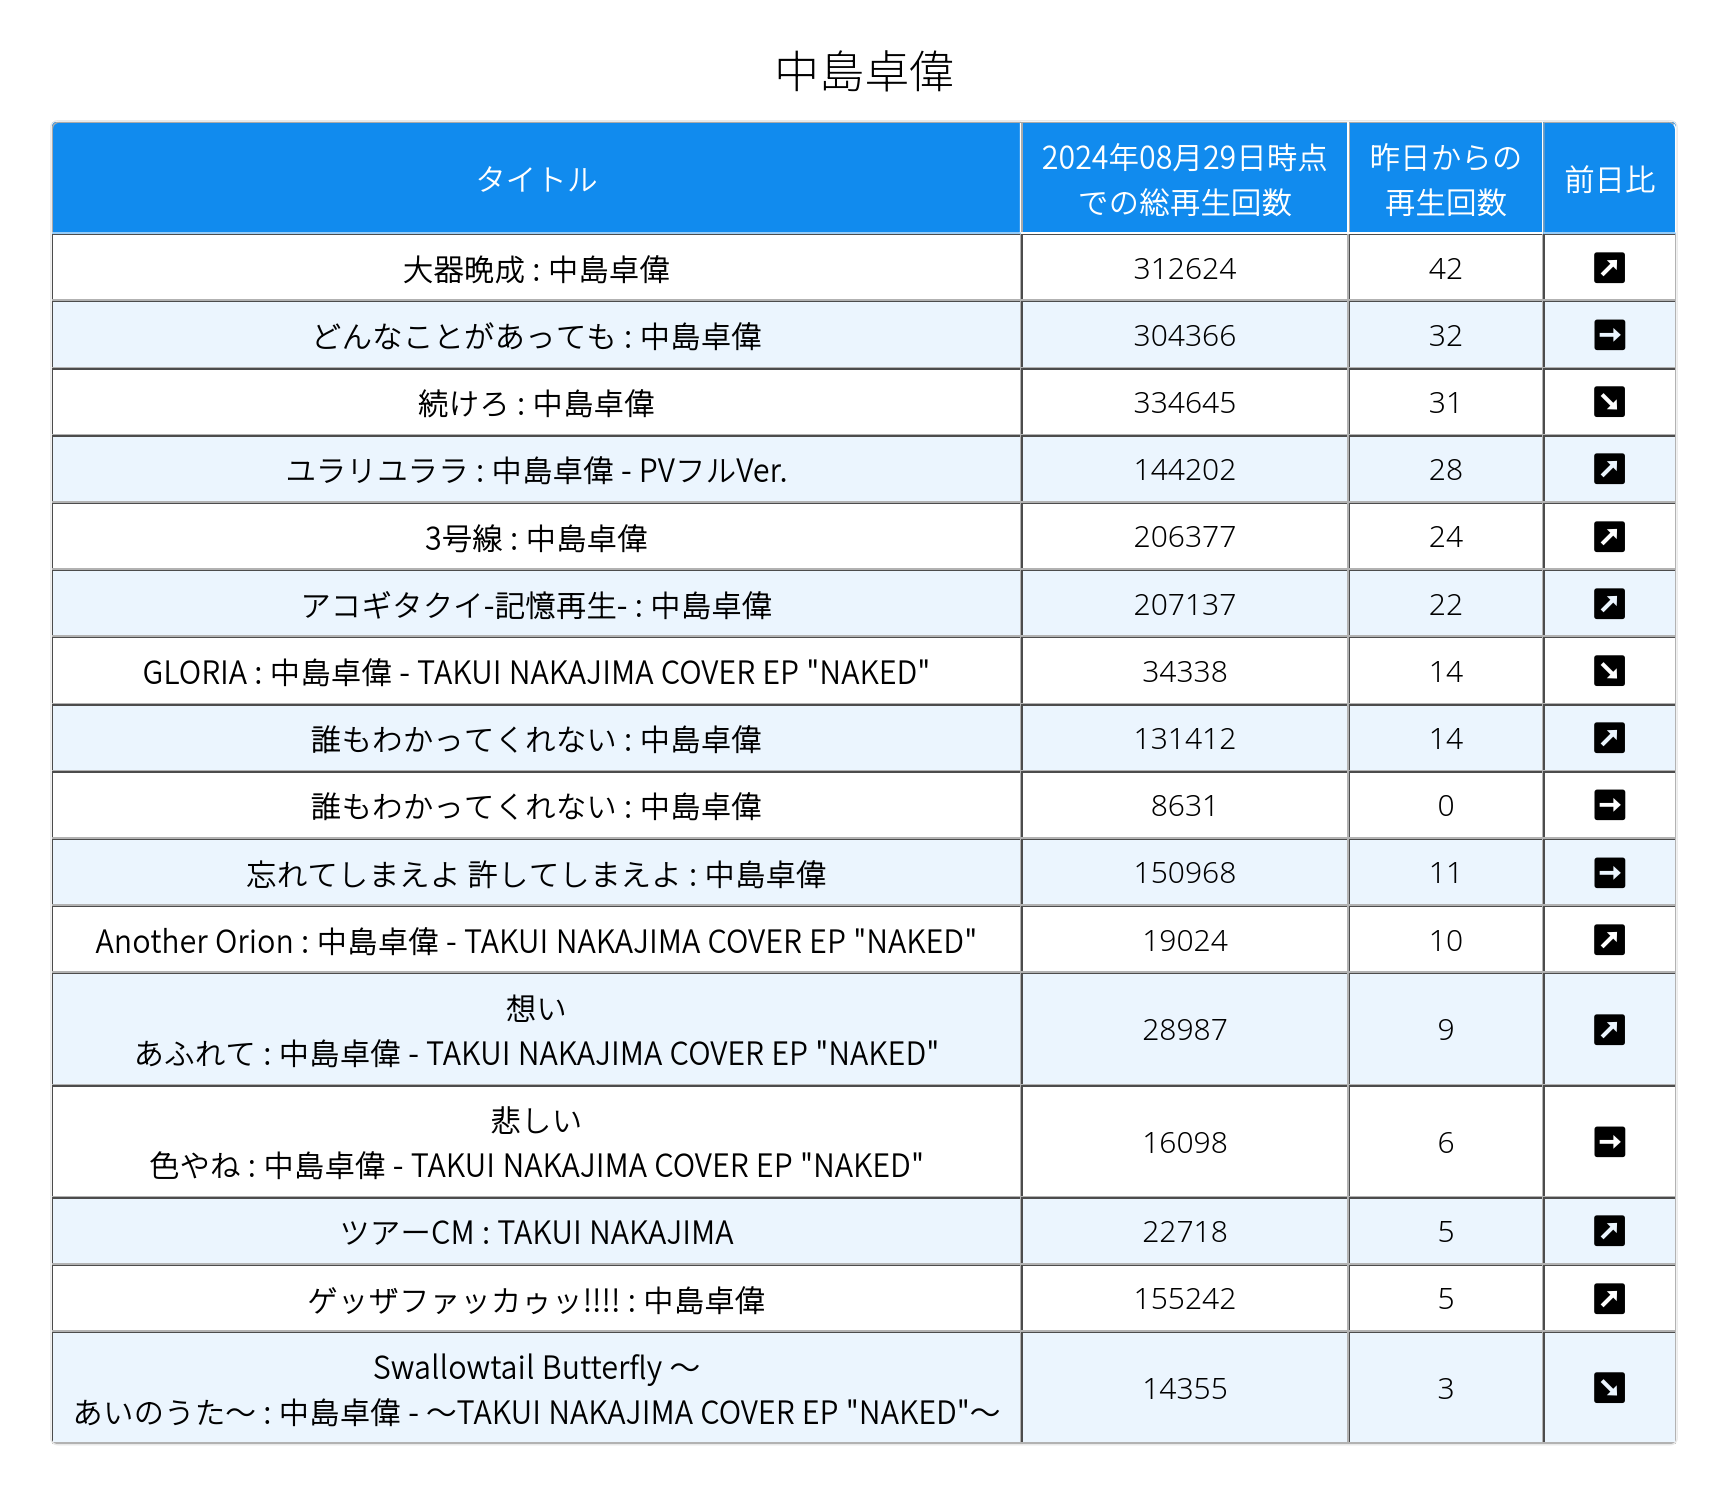 中島卓偉
タイトル
2024年08月29日時点
での総再生回数
昨日からの
再生回数
前日比
大器晩成 : 中島卓偉 312624 42 ↗
どんなことがあっても : 中島卓偉 304366 32 →
続けろ : 中島卓偉 334645 31 ↘
ユラリユララ : 中島卓偉 - PVフルVer. 144202 28 ↗
3号線 : 中島卓偉 206377 24 ↗
アコギタクイ-記憶再生- : 中島卓偉 207137 22 ↗
GLORIA : 中島卓偉 - TAKUI NAKAJIMA COVER EP "NAKED" 34338 14 ↘
誰もわかってくれない : 中島卓偉 131412 14 ↗
誰もわかってくれない : 中島卓偉 8631 0 →
忘れてしまえよ 許してしまえよ : 中島卓偉 150968 11 →
Another Orion : 中島卓偉 - TAKUI NAKAJIMA COVER EP "NAKED" 19024 10 ↗
想い
あふれて : 中島卓偉 - TAKUI NAKAJIMA COVER EP "NAKED" 28987 9 ↗
悲しい
色やね : 中島卓偉 - TAKUI NAKAJIMA COVER EP "NAKED" 16098 6 →
ツアーCM : TAKUI NAKAJIMA 22718 5 ↗
ゲッザファッカゥッ!!!! : 中島卓偉 155242 5 ↗
Swallowtail Butterfly ～
あいのうた～ : 中島卓偉 - ～TAKUI NAKAJIMA COVER EP "NAKED"～ 14355 3 ↘